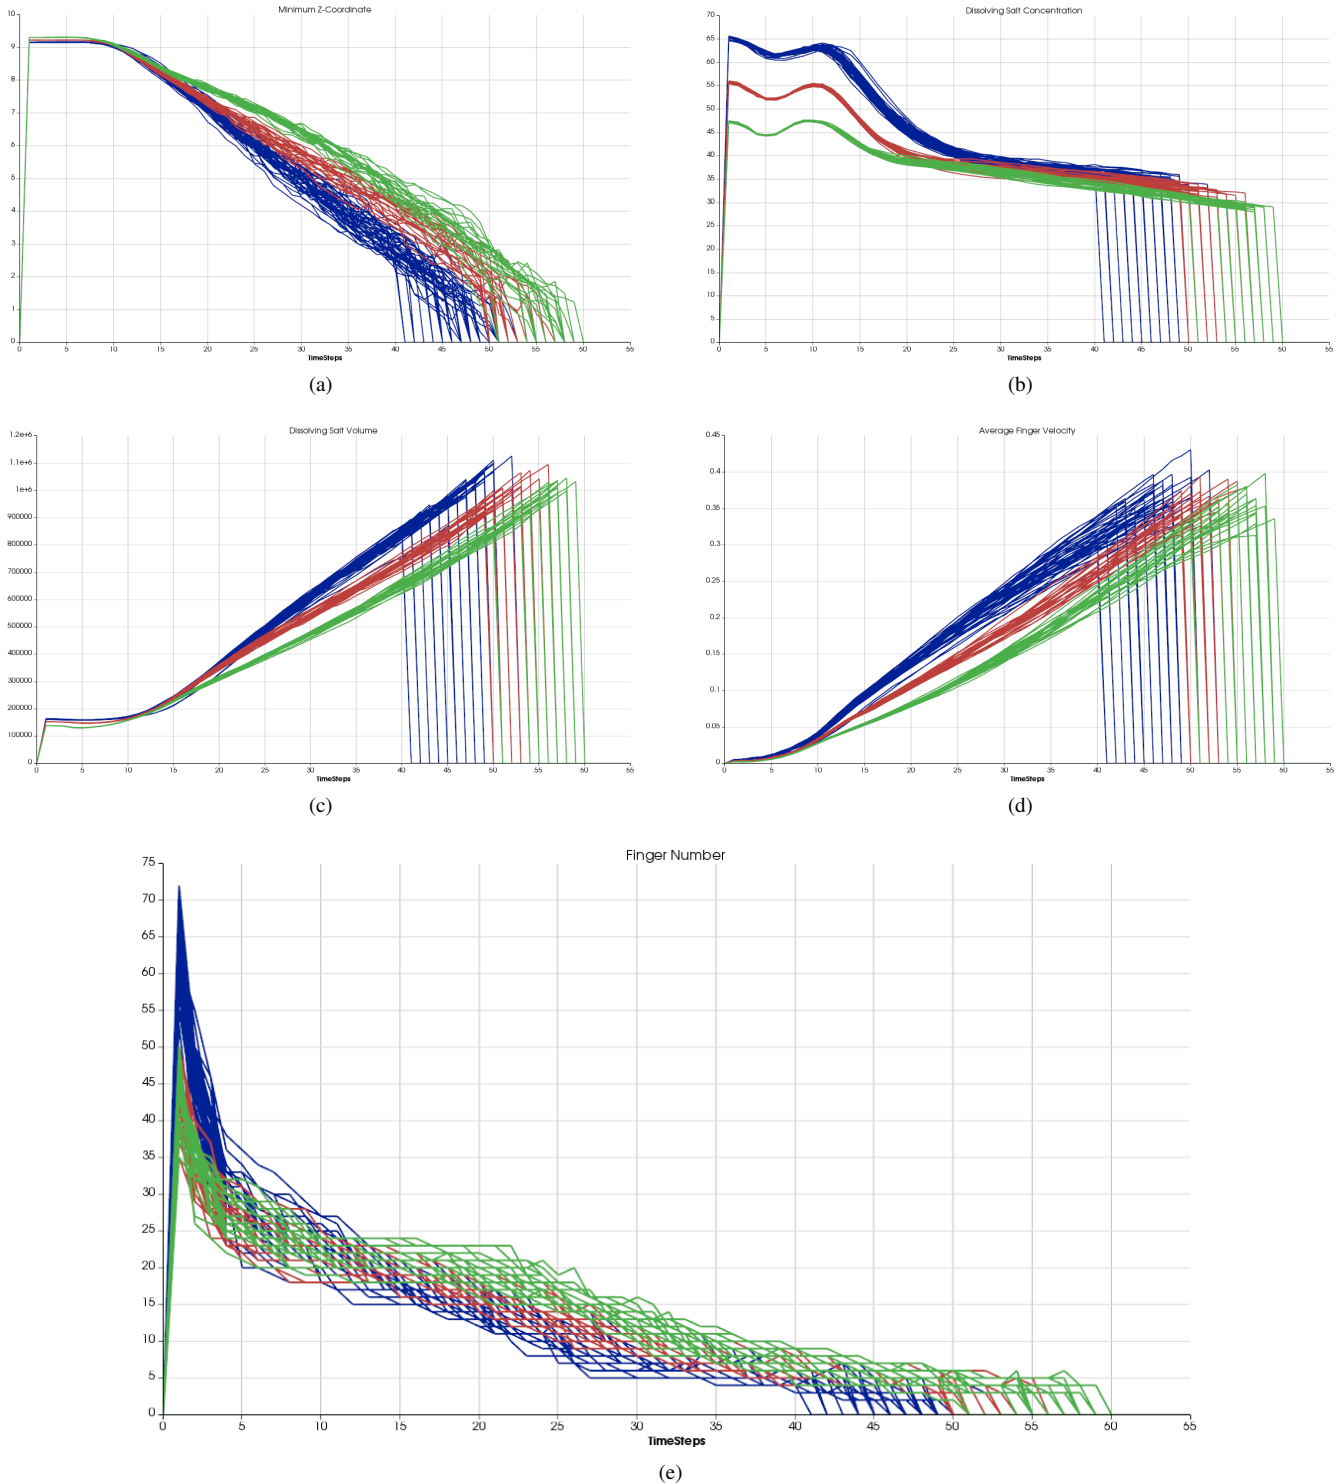 Minimum Z-Coordinate
10
9
8
7
6
5
4
3
2
1
0
0 5 10 15 20 25 30 35 40 45 50 55 60 65
TimeSteps
(a)
Dissolving Salt Concentration
70
65
60
55
50
45
40
35
30
25
20
15
10
5
0
0 5 10 15 20 25 30 35 40 45 50 55 60 65
TimeSteps
(b)
Dissolving Salt Volume
1.2e+6
1.1e+6
1e+6
900000
800000
700000
600000
500000
400000
300000
200000
100000
0
0 5 10 15 20 25 30 35 40 45 50 55 60 65
TimeSteps
(c)
Average Finger Velocity
0.45
0.4
0.35
0.3
0.25
0.2
0.15
0.1
0.05
0
0 5 10 15 20 25 30 35 40 45 50 55 60 65
TimeSteps
(d)
Finger Number
75
70
65
60
55
50
45
40
35
30
25
20
15
10
5
0
0 5 10 15 20 25 30 35 40 45 50 55 60 65
TimeSteps
(e)